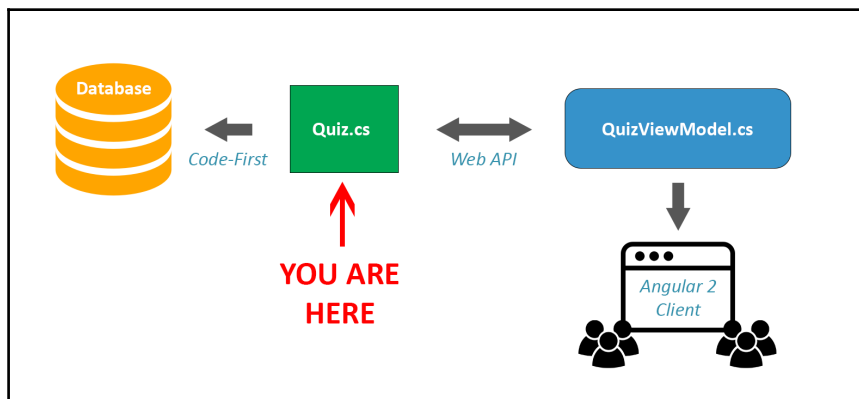 Database
Quiz.cs
QuizViewModel.cs
Code-First
Web API
YOU ARE
HERE
Angular 2
Client